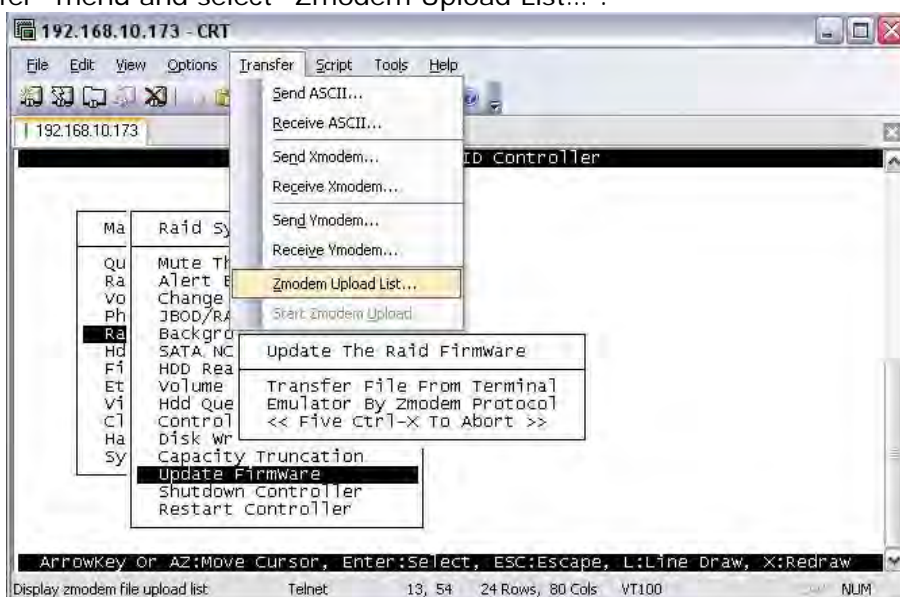 fer" menu and select "Zmodem Upload List...".
192.168.10.173 - CRT
File Edit View Options Transfer Script Tools Help
Send ASCII...
Receive ASCII...
Send Xmodem...
Receive Xmodem...
Send Ymodem...
Receive Ymodem...
Zmodem Upload List...
Start Zmodem Upload
192.168.10.173
ID Controller
Ma
Qu
Ra
Vo
Ph
Ra
Hd
Fi
Et
Vi
Cl
Ha
Sy
Raid Sy
Mute Th
Alert B
Change
JBOD/RA
Backgro
SATA NC
HDD Rea
Volume
Hdd Que
Control
Disk Wr
Capacity Truncation
Update Firmware
Shutdown Controller
Restart Controller
Update The Raid Firmware
Transfer File From Terminal
Emulator By Zmodem Protocol
<< Five Ctrl-X To Abort >>
ArrowKey Or AZ:Move Cursor, Enter:Select, ESC:Escape, L:Line Draw, X:Redraw
Display zmodem file upload list Telnet 13, 54 24 Rows, 80 Cols VT100 NUM